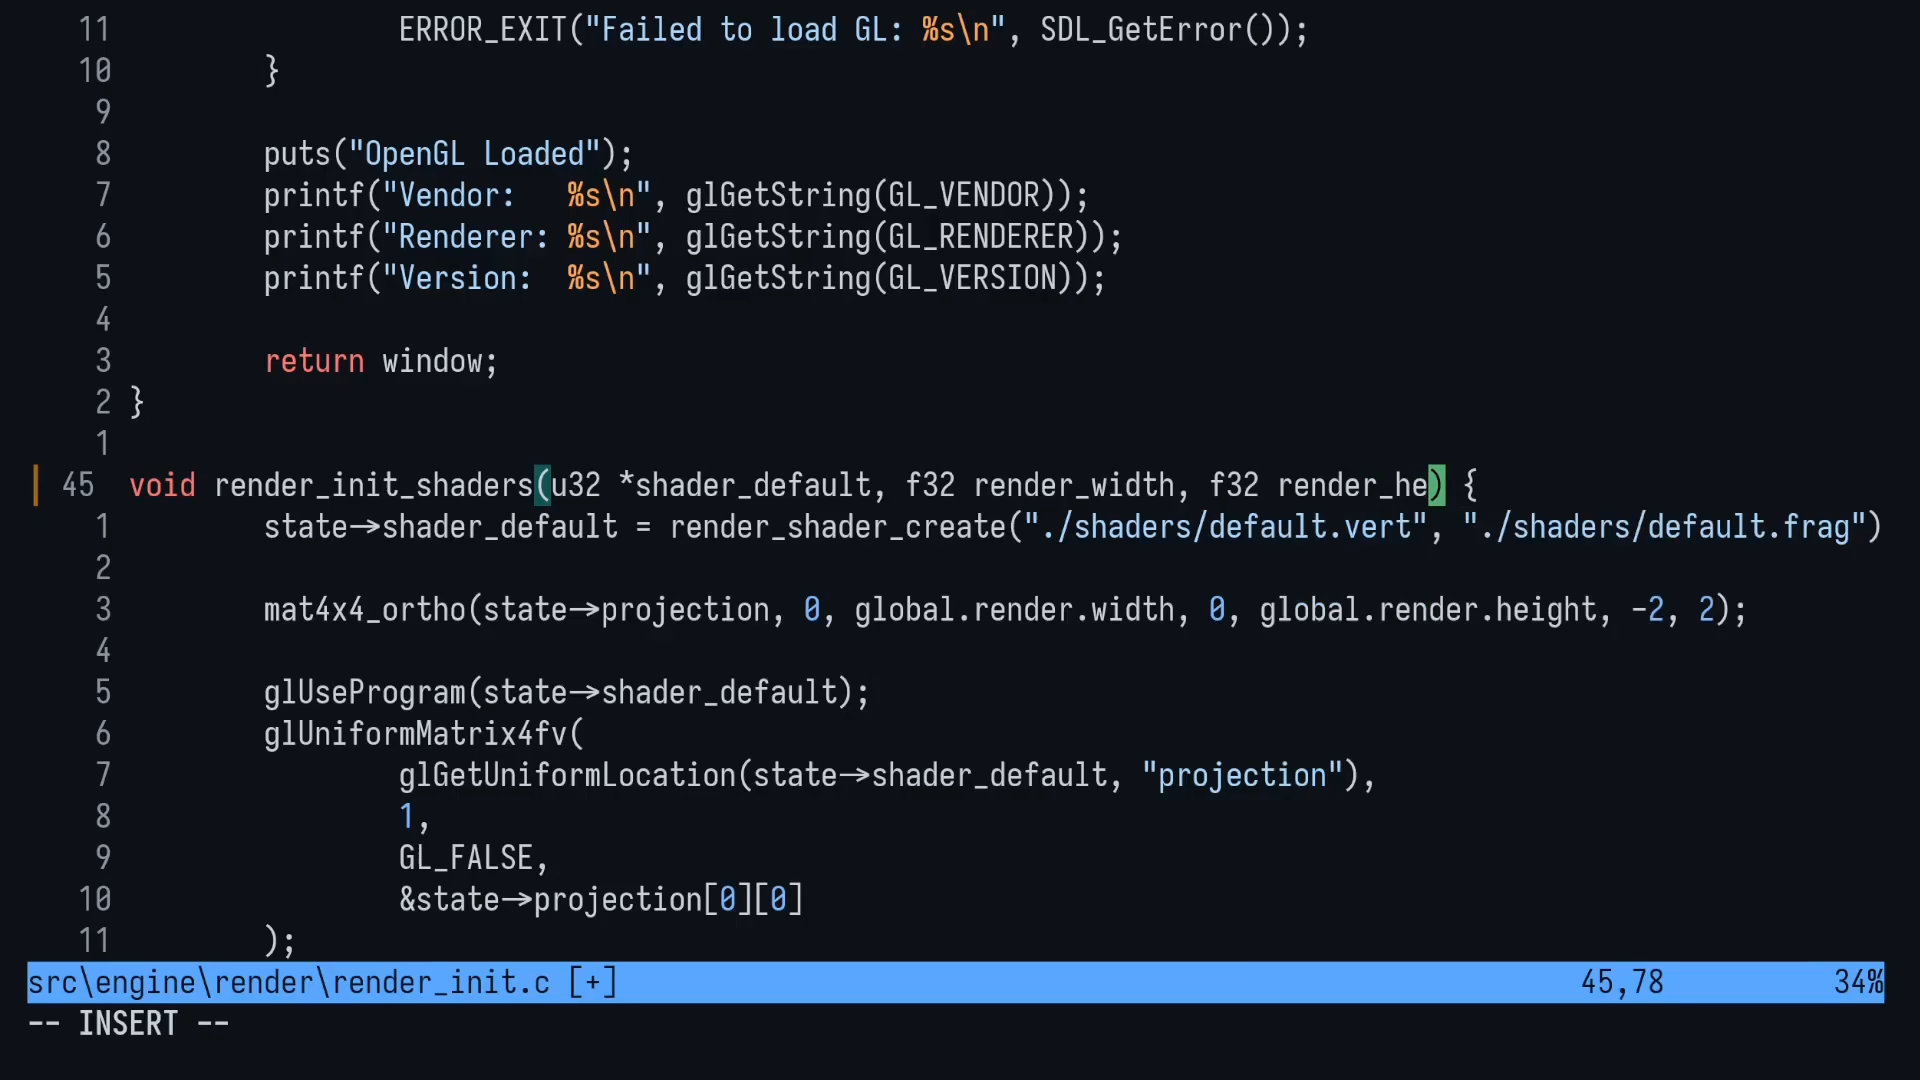 11                 ERROR_EXIT("Failed to load GL: %s\n", SDL_GetError());
10         }
9
8         puts("OpenGL Loaded");
7         printf("Vendor:   %s\n", glGetString(GL_VENDOR));
6         printf("Renderer: %s\n", glGetString(GL_RENDERER));
5         printf("Version:  %s\n", glGetString(GL_VERSION));
4
3         return window;
2 }
1
45 void render_init_shaders(u32 *shader_default, f32 render_width, f32 render_he) {
1         state->shader_default = render_shader_create("./shaders/default.vert", "./shaders/default.frag")
2
3         mat4x4_ortho(state->projection, 0, global.render.width, 0, global.render.height, -2, 2);
4
5         glUseProgram(state->shader_default);
6         glUniformMatrix4fv(
7                 glGetUniformLocation(state->shader_default, "projection"),
8                 1,
9                 GL_FALSE,
10                 &state->projection[0][0]
11         );
src\engine\render\render_init.c [+] 45,78 34%
-- INSERT --